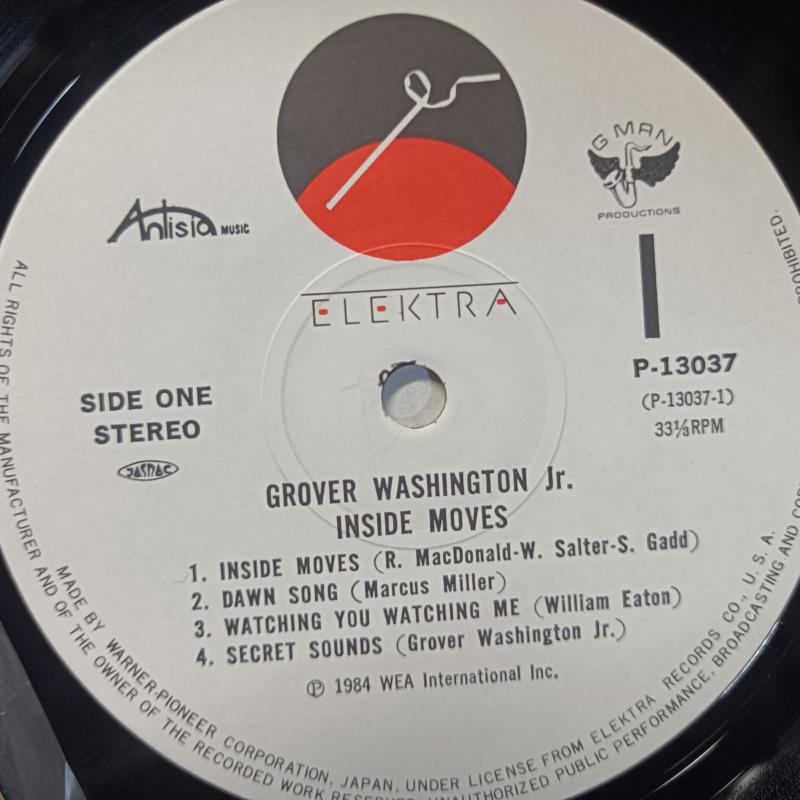 G MAN
PRODUCTIONS
Antisia MUSIC
ELEKTRA
P-13037
(P-13037-1)
33⅓RPM
SIDE ONE
STEREO
JASRAC
GROVER WASHINGTON Jr.
INSIDE MOVES
1. INSIDE MOVES (R. MacDonald-W. Salter-S. Gadd)
2. DAWN SONG (Marcus Miller)
3. WATCHING YOU WATCHING ME (William Eaton)
4. SECRET SOUNDS (Grover Washington Jr.)
Ⓟ 1984 WEA International Inc.
MADE BY WARNER-PIONEER CORPORATION, JAPAN, UNDER LICENSE FROM ELEKTRA RECORDS CO., U. S. A.
ALL RIGHTS OF THE MANUFACTURER AND OF THE OWNER OF THE RECORDED WORK RESERVED. UNAUTHORIZED PUBLIC PERFORMANCE, BROADCASTING AND
PROHIBITED.